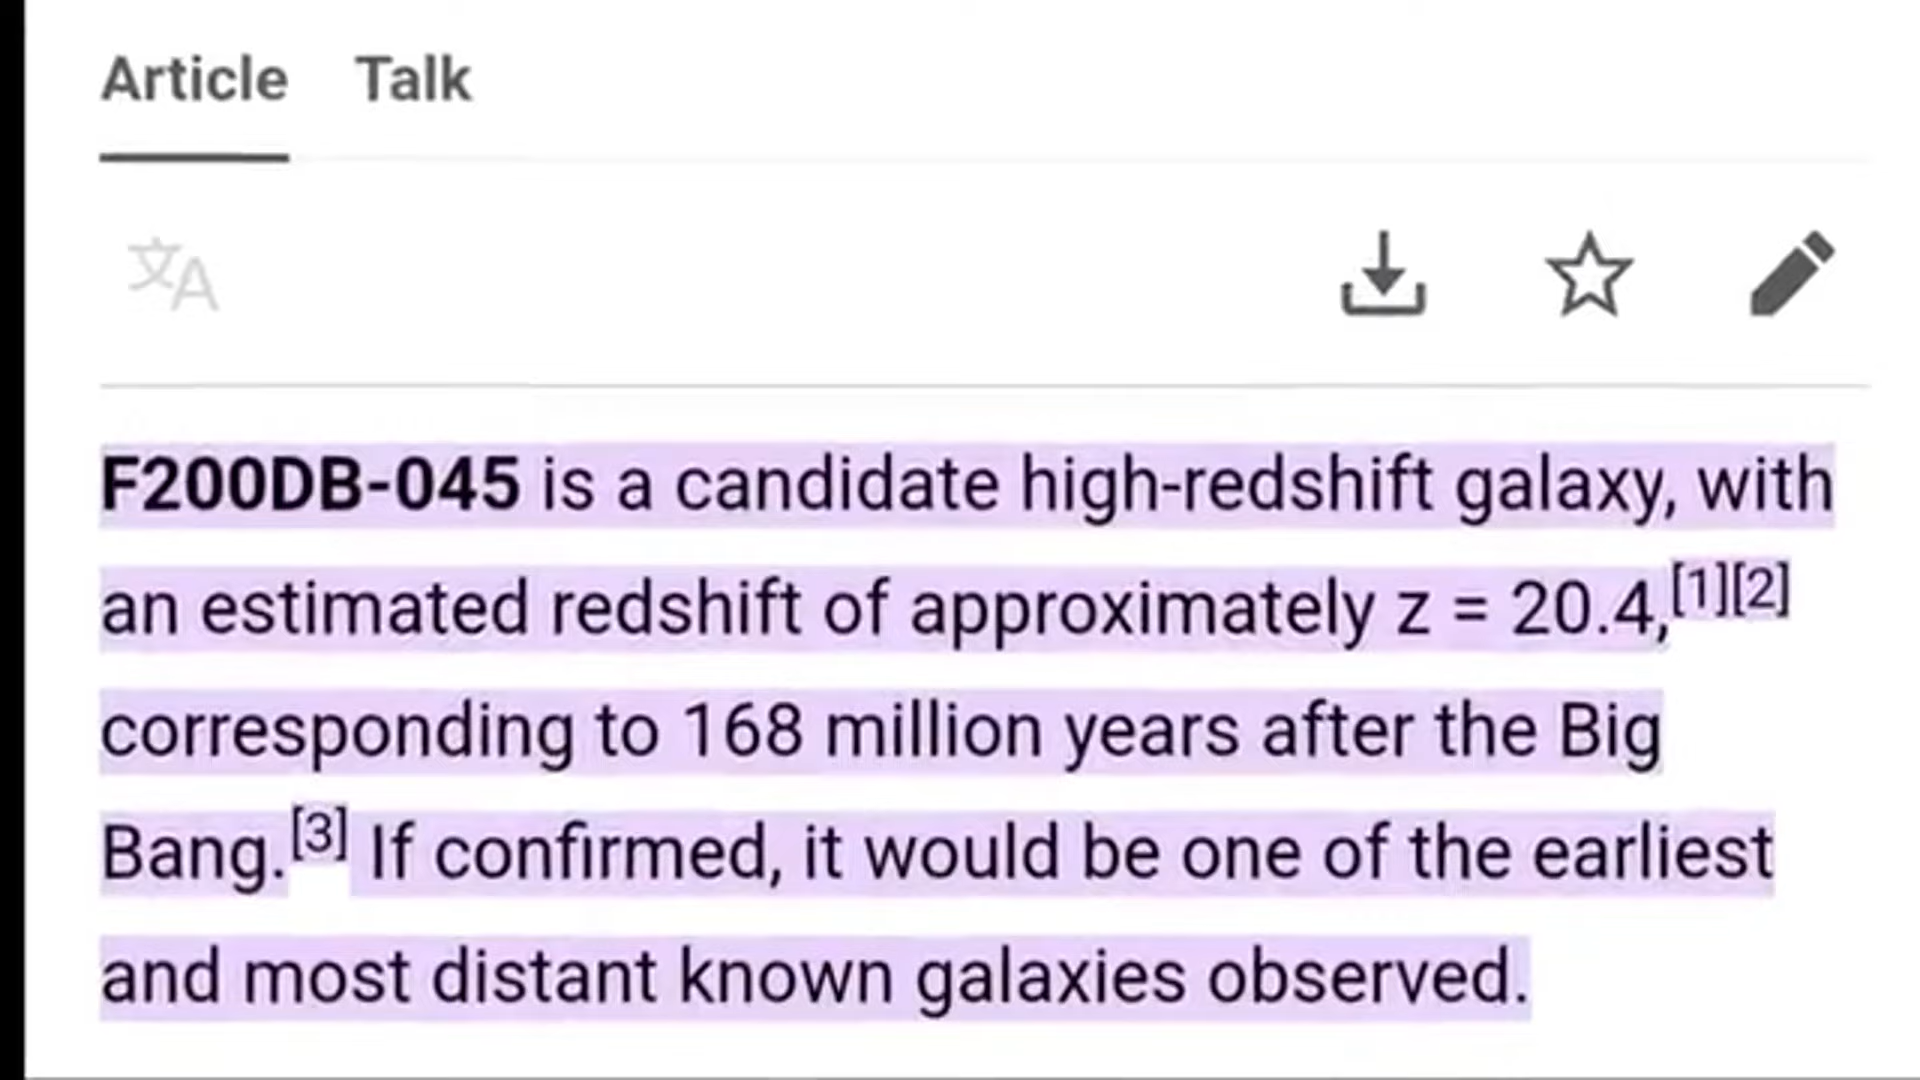 Article Talk
文A
F200DB-045 is a candidate high-redshift galaxy, with
an estimated redshift of approximately z = 20.4,[1][2]
corresponding to 168 million years after the Big
Bang.[3] If confirmed, it would be one of the earliest
and most distant known galaxies observed.